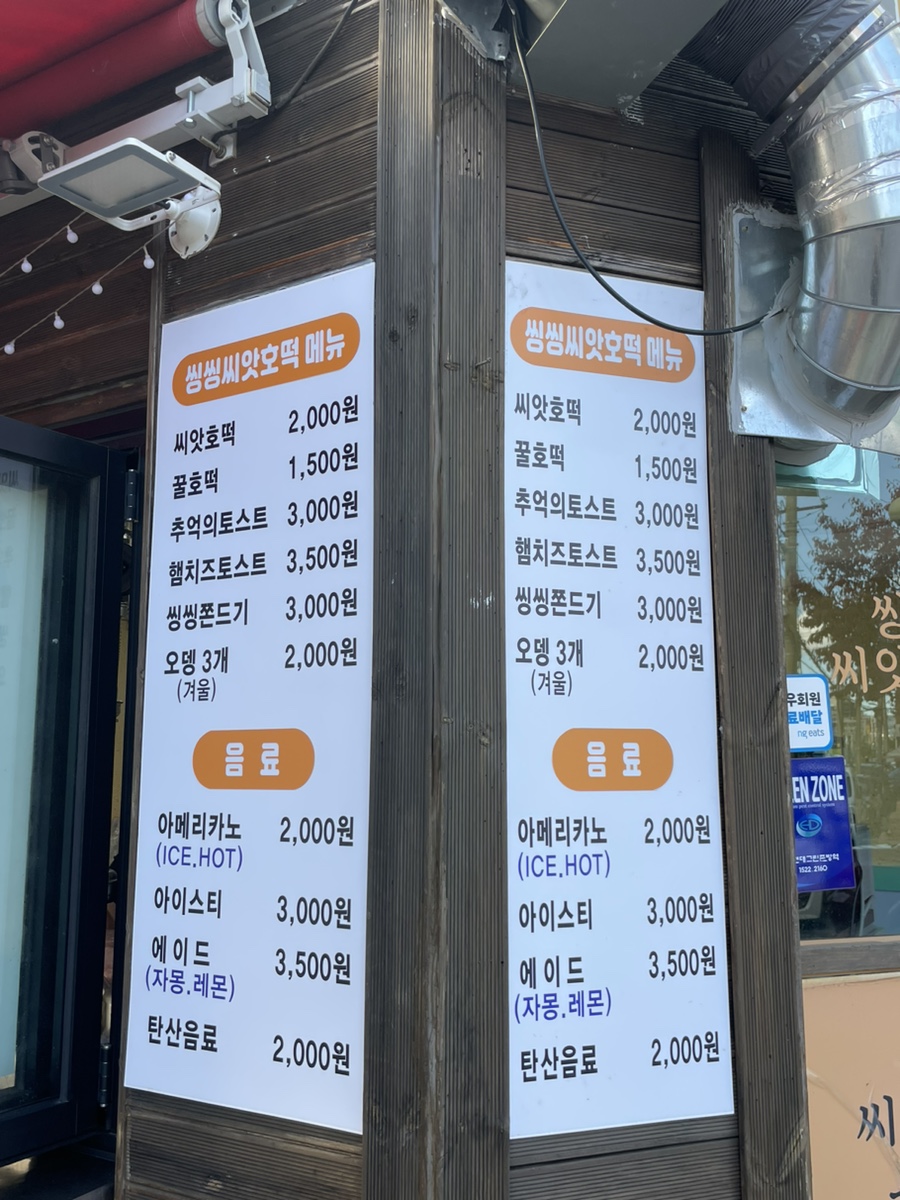 씽씽씨앗호떡 메뉴
씨앗호떡 2,000원
꿀호떡 1,500원
추억의토스트 3,000원
햄치즈토스트 3,500원
씽씽쫀드기 3,000원
오뎅 3개 2,000원
(겨울)
음 료
아메리카노 2,000원
(ICE.HOT)
아이스티 3,000원
에 이 드 3,500원
(자몽.레몬)
탄산음료 2,000원
씽씽씨앗호떡 메뉴
씨앗호떡 2,000원
꿀호떡 1,500원
추억의토스트 3,000원
햄치즈토스트 3,500원
씽씽쫀드기 3,000원
오뎅 3개 2,000원
(겨울)
음 료
아메리카노 2,000원
(ICE.HOT)
아이스티 3,000원
에 이 드 3,500원
(자몽.레몬)
탄산음료 2,000원
씨앗
우회원
료배달
ng eats
EN ZONE
1522.2160
씨